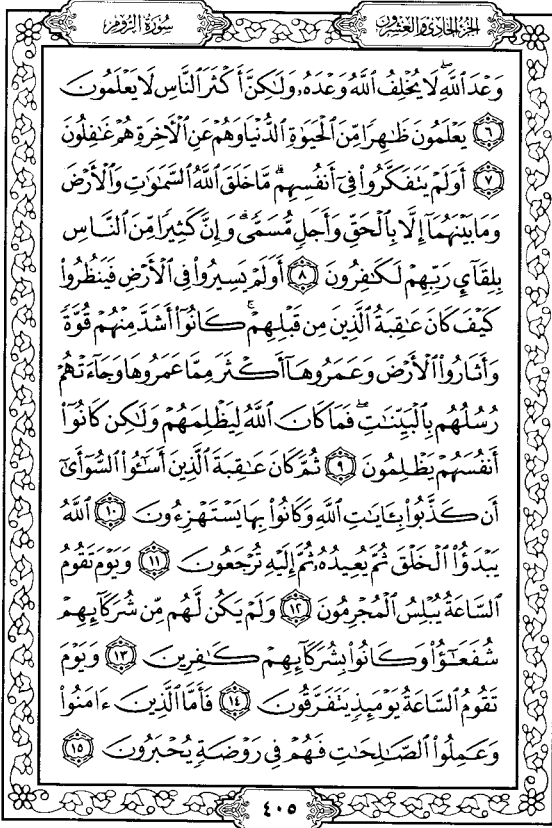 الجزء الحادي والعشرون
سورة الروم
وَعْدَ ٱللَّهِۖ لَا يُخْلِفُ ٱللَّهُ وَعْدَهُۥ وَلَٰكِنَّ أَكْثَرَ ٱلنَّاسِ لَا يَعْلَمُونَ
٦ يَعْلَمُونَ ظَٰهِرًا مِّنَ ٱلْحَيَوٰةِ ٱلدُّنْيَا وَهُمْ عَنِ ٱلْءَاخِرَةِ هُمْ غَٰفِلُونَ
٧ أَوَلَمْ يَتَفَكَّرُوا۟ فِىٓ أَنفُسِهِمۗ مَّا خَلَقَ ٱللَّهُ ٱلسَّمَٰوَٰتِ وَٱلْأَرْضَ
وَمَا بَيْنَهُمَآ إِلَّا بِٱلْحَقِّ وَأَجَلٍ مُّسَمًّىۗ وَإِنَّ كَثِيرًا مِّنَ ٱلنَّاسِ
بِلِقَآئِ رَبِّهِمْ لَكَٰفِرُونَ ٨ أَوَلَمْ يَسِيرُوا۟ فِى ٱلْأَرْضِ فَيَنظُرُوا۟
كَيْفَ كَانَ عَٰقِبَةُ ٱلَّذِينَ مِن قَبْلِهِمْۚ كَانُوٓا۟ أَشَدَّ مِنْهُمْ قُوَّةً
وَأَثَارُوا۟ ٱلْأَرْضَ وَعَمَرُوهَآ أَكْثَرَ مِمَّا عَمَرُوهَا وَجَآءَتْهُمْ
رُسُلُهُم بِٱلْبَيِّنَٰتِۖ فَمَا كَانَ ٱللَّهُ لِيَظْلِمَهُمْ وَلَٰكِن كَانُوٓا۟
أَنفُسَهُمْ يَظْلِمُونَ ٩ ثُمَّ كَانَ عَٰقِبَةَ ٱلَّذِينَ أَسَٰٓـُٔوا۟ ٱلسُّوٓأَىٰٓ
أَن كَذَّبُوا۟ بِـَٔايَٰتِ ٱللَّهِ وَكَانُوا۟ بِهَا يَسْتَهْزِءُونَ ١٠ ٱللَّهُ
يَبْدَؤُا۟ ٱلْخَلْقَ ثُمَّ يُعِيدُهُۥ ثُمَّ إِلَيْهِ تُرْجَعُونَ ١١ وَيَوْمَ تَقُومُ
ٱلسَّاعَةُ يُبْلِسُ ٱلْمُجْرِمُونَ ١٢ وَلَمْ يَكُن لَّهُم مِّن شُرَكَآئِهِمْ
شُفَعَٰٓؤُا۟ وَكَانُوا۟ بِشُرَكَآئِهِمْ كَٰفِرِينَ ١٣ وَيَوْمَ
تَقُومُ ٱلسَّاعَةُ يَوْمَئِذٍ يَتَفَرَّقُونَ ١٤ فَأَمَّا ٱلَّذِينَ ءَامَنُوا۟
وَعَمِلُوا۟ ٱلصَّٰلِحَٰتِ فَهُمْ فِى رَوْضَةٍ يُحْبَرُونَ ١٥
٤٠٥